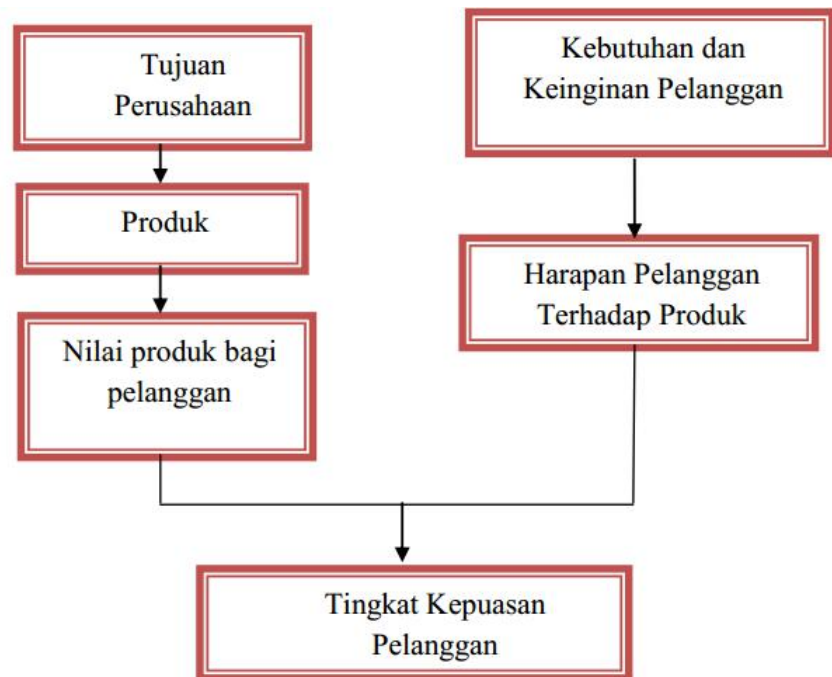 Tujuan
Perusahaan
Kebutuhan dan
Keinginan Pelanggan
Produk
Harapan Pelanggan
Terhadap Produk
Nilai produk bagi
pelanggan
Tingkat Kepuasan
Pelanggan